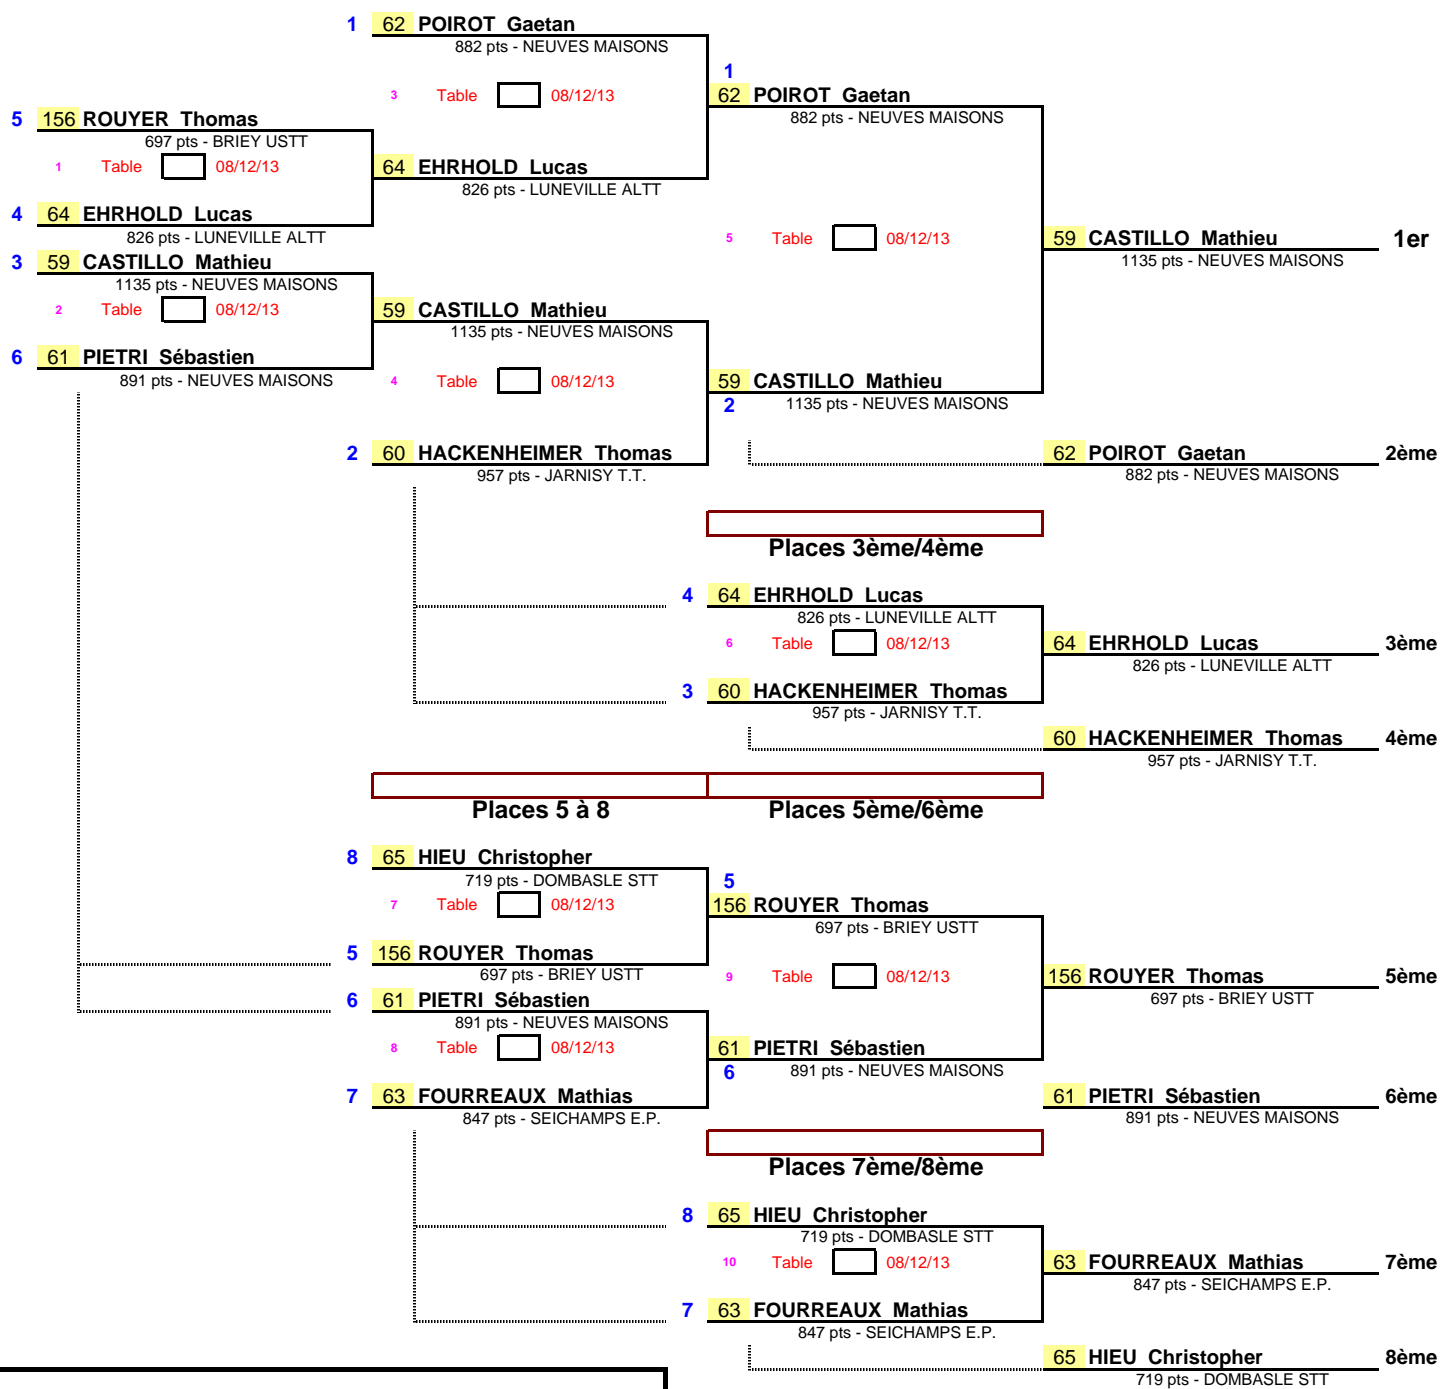 1 62 POIROT Gaetan
882 pts - NEUVES MAISONS
1
3 Table 08/12/13
62 POIROT Gaetan
882 pts - NEUVES MAISONS
5 156 ROUYER Thomas
697 pts - BRIEY USTT
1 Table 08/12/13
64 EHRHOLD Lucas
826 pts - LUNEVILLE ALTT
4 64 EHRHOLD Lucas
826 pts - LUNEVILLE ALTT
5 Table 08/12/13
59 CASTILLO Mathieu 1er
1135 pts - NEUVES MAISONS
3 59 CASTILLO Mathieu
1135 pts - NEUVES MAISONS
2 Table 08/12/13
59 CASTILLO Mathieu
1135 pts - NEUVES MAISONS
6 61 PIETRI Sébastien
891 pts - NEUVES MAISONS
4 Table 08/12/13
59 CASTILLO Mathieu
2 1135 pts - NEUVES MAISONS
2 60 HACKENHEIMER Thomas
957 pts - JARNISY T.T.
62 POIROT Gaetan 2ème
882 pts - NEUVES MAISONS
Places 3ème/4ème
4 64 EHRHOLD Lucas
826 pts - LUNEVILLE ALTT
6 Table 08/12/13
64 EHRHOLD Lucas 3ème
826 pts - LUNEVILLE ALTT
3 60 HACKENHEIMER Thomas
957 pts - JARNISY T.T.
60 HACKENHEIMER Thomas 4ème
957 pts - JARNISY T.T.
Places 5 à 8 Places 5ème/6ème
8 65 HIEU Christopher
719 pts - DOMBASLE STT
5
7 Table 08/12/13
156 ROUYER Thomas
697 pts - BRIEY USTT
5 156 ROUYER Thomas
697 pts - BRIEY USTT
9 Table 08/12/13
156 ROUYER Thomas 5ème
697 pts - BRIEY USTT
6 61 PIETRI Sébastien
891 pts - NEUVES MAISONS
8 Table 08/12/13
61 PIETRI Sébastien
6 891 pts - NEUVES MAISONS
7 63 FOURREAUX Mathias
847 pts - SEICHAMPS E.P.
61 PIETRI Sébastien 6ème
891 pts - NEUVES MAISONS
Places 7ème/8ème
8 65 HIEU Christopher
719 pts - DOMBASLE STT
10 Table 08/12/13
63 FOURREAUX Mathias 7ème
847 pts - SEICHAMPS E.P.
7 63 FOURREAUX Mathias
847 pts - SEICHAMPS E.P.
65 HIEU Christopher 8ème
719 pts - DOMBASLE STT